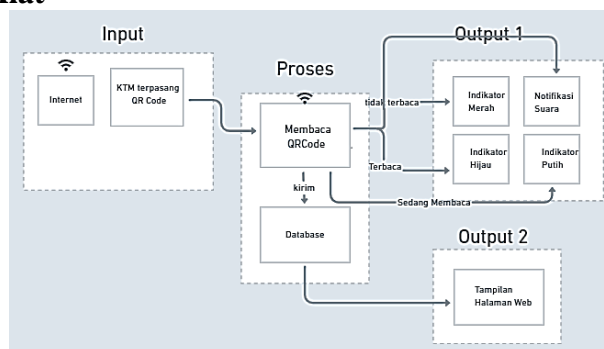 Input
Output 1
Proses
Internet
KTM terpasang
QR Code
Membaca
QRCode
tidak terbaca
Terbaca
kirim
Sedang Membaca
Database
Indikator
Merah
Notifikasi
Suara
Indikator
Hijau
Indikator
Putih
Output 2
Tampilan
Halaman Web